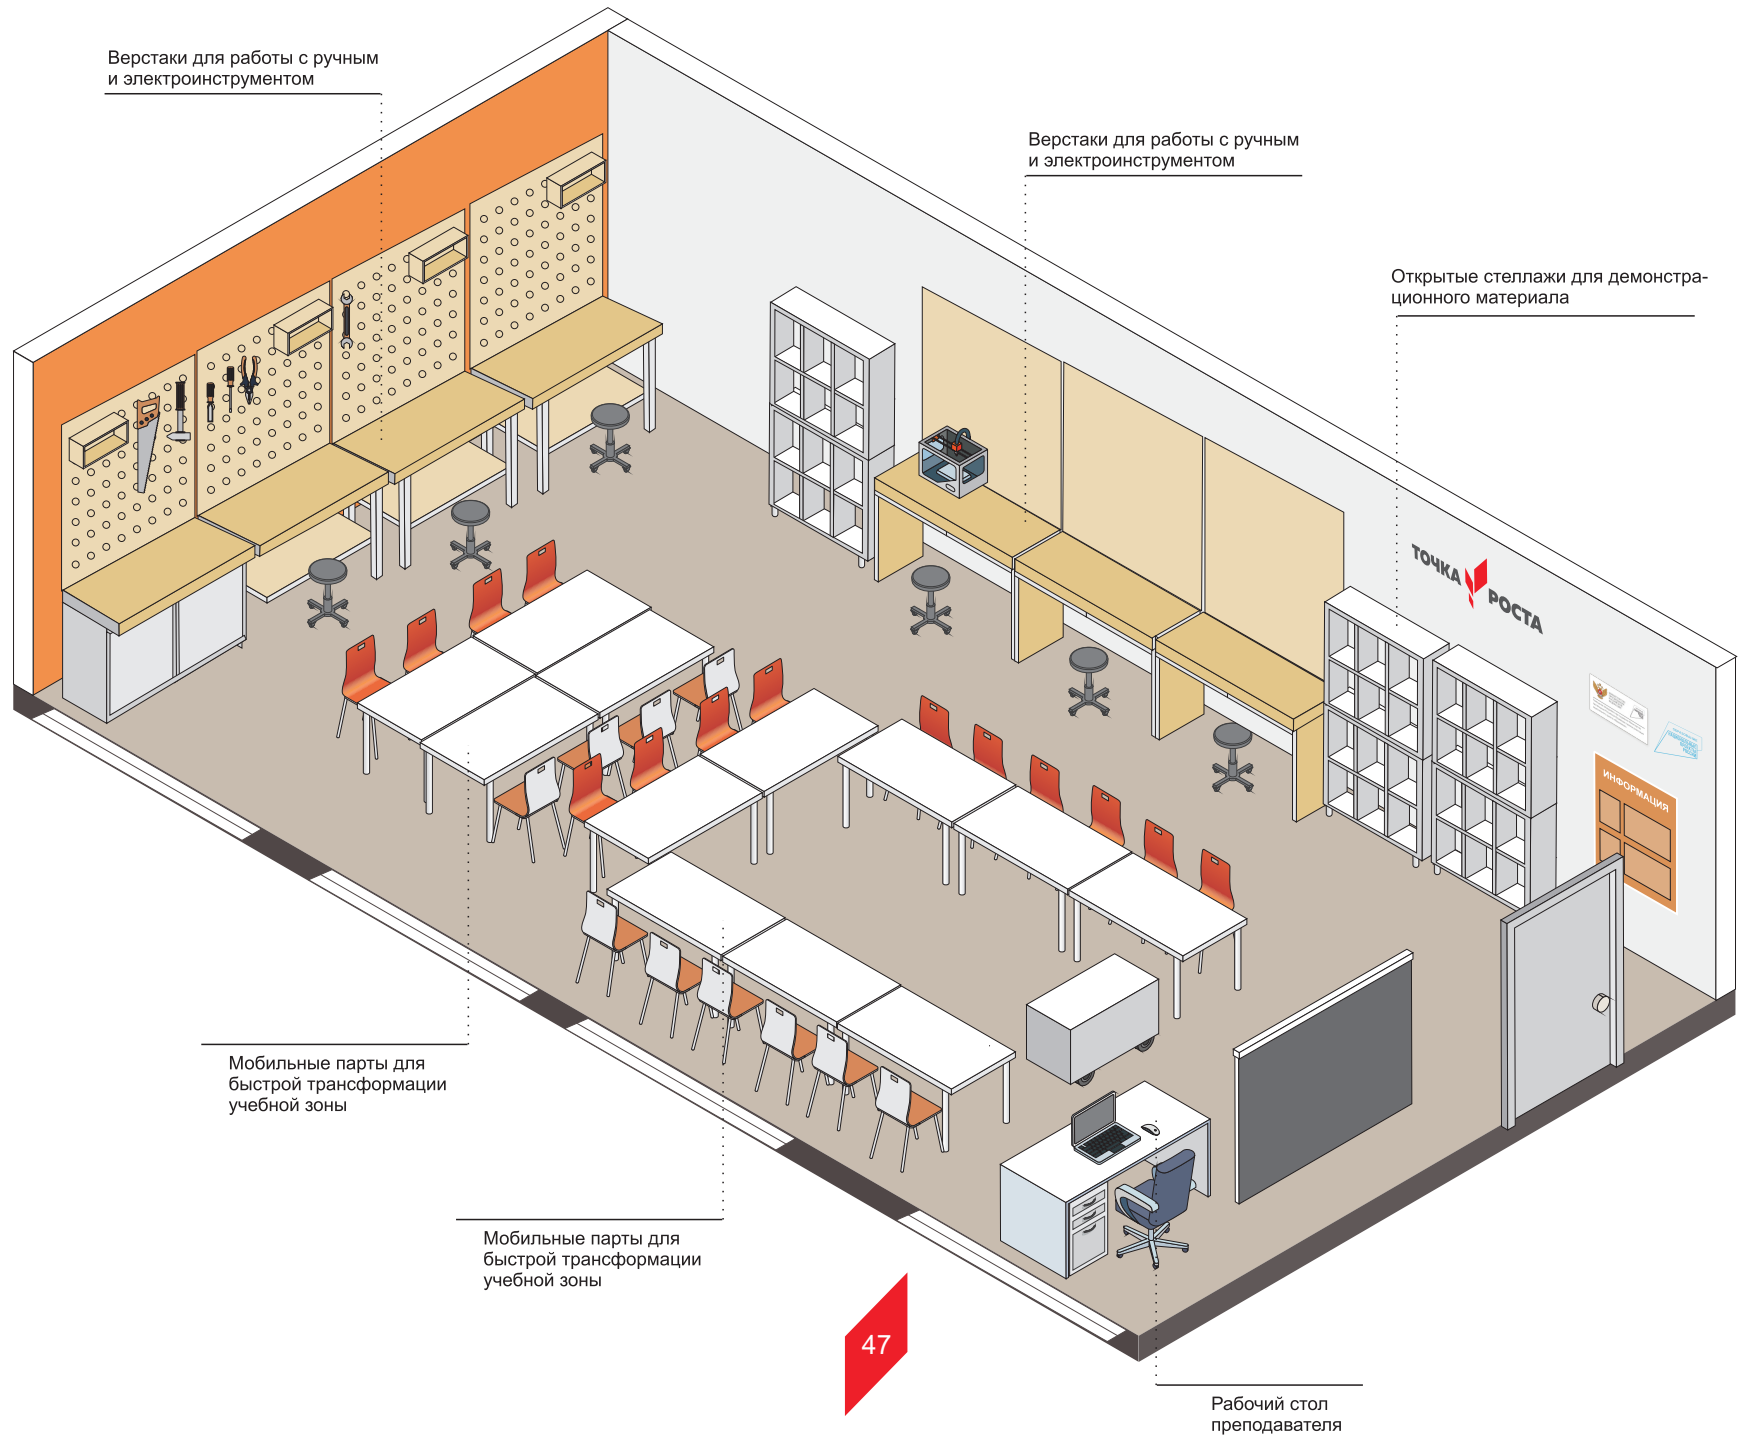 Верстаки для работы с ручным
и электроинструментом
Верстаки для работы с ручным
и электроинструментом
Открытые стеллажи для демонстра-
ционного материала
ТОЧКА
РОСТА
ИНФОРМАЦИЯ
Мобильные парты для
быстрой трансформации
учебной зоны
Мобильные парты для
быстрой трансформации
учебной зоны
47
Рабочий стол
преподавателя